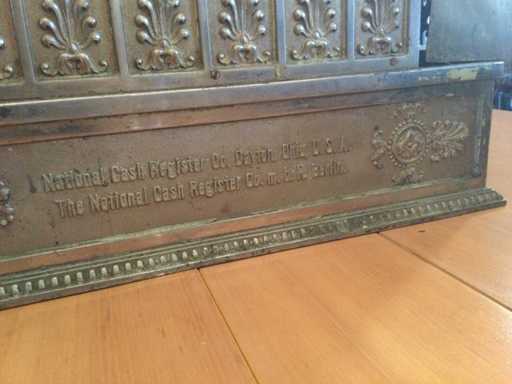 National Cash Register Co. Dayton, Ohio, U. S. A.
The National Cash Register Co. m. b. H. Berlin.